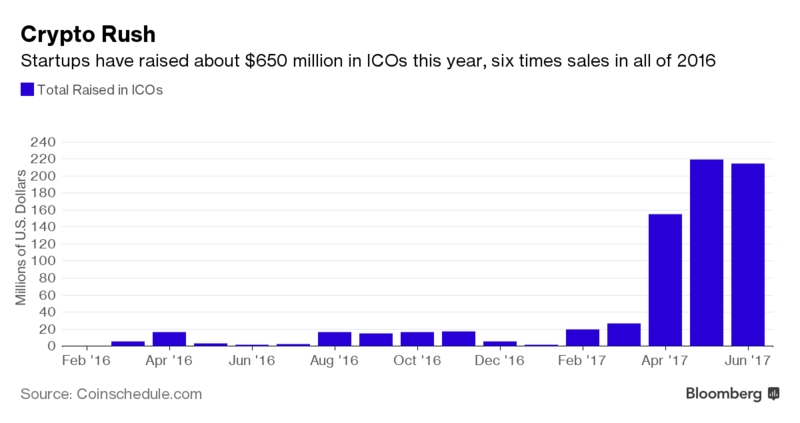 Crypto Rush
Startups have raised about $650 million in ICOs this year, six times sales in all of 2016
Total Raised in ICOs
Millions of U.S. Dollars
240
220
200
180
160
140
120
100
80
60
40
20
0
Feb '16 Apr '16 Jun '16 Aug '16 Oct '16 Dec '16 Feb '17 Apr '17 Jun '17
Source: Coinschedule.com
Bloomberg